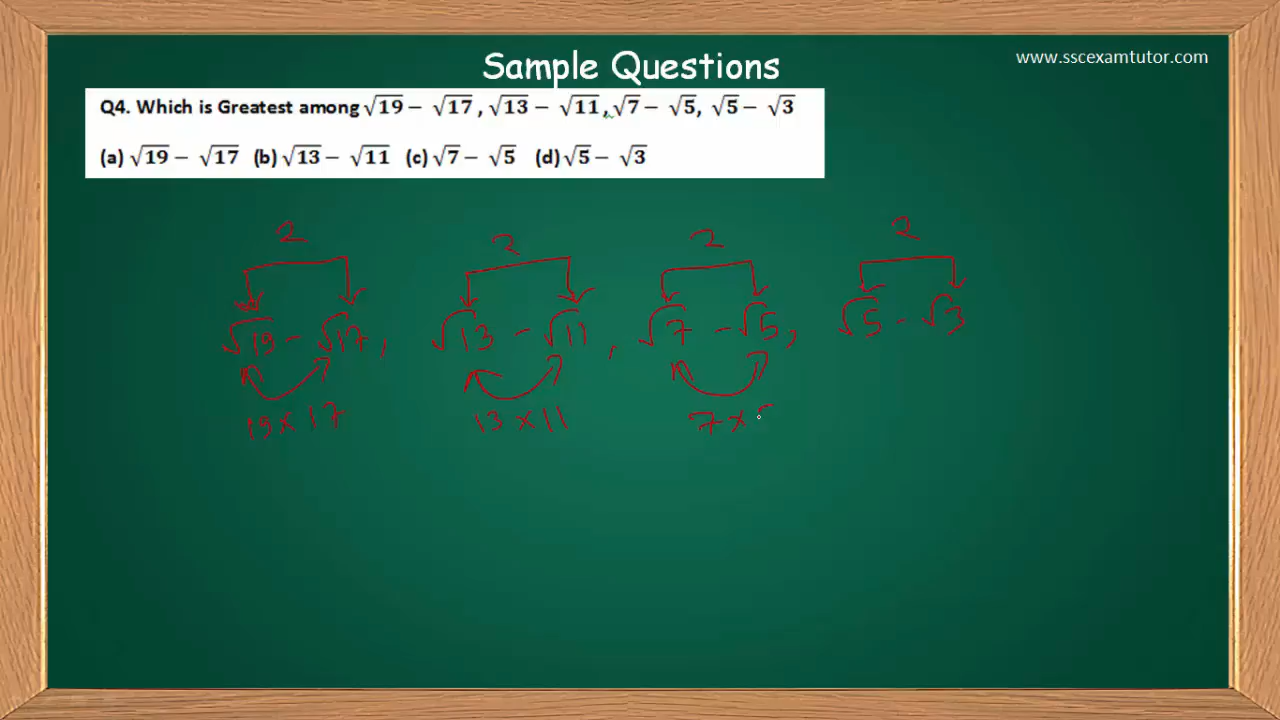 Sample Questions
www.sscexamtutor.com
Q4. Which is Greatest among √19 − √17 , √13 − √11, √7 − √5, √5 − √3
(a) √19 − √17 (b) √13 − √11 (c) √7 − √5 (d) √5 − √3
2 2 2 2
√19 − √17 , √13 − √11 , √7 − √5 , √5 − √3
19 × 17 13 × 11 7 ×